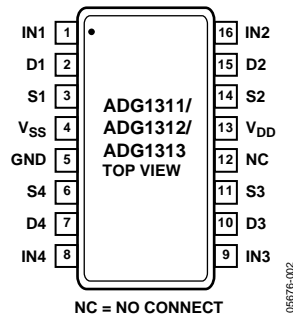 IN1 1 16 IN2
D1 2 15 D2
S1 3 14 S2
VSS 4 13 VDD
GND 5 12 NC
S4 6 11 S3
D4 7 10 D3
IN4 8 9 IN3
ADG1311/
ADG1312/
ADG1313
TOP VIEW
NC = NO CONNECT
05676-002